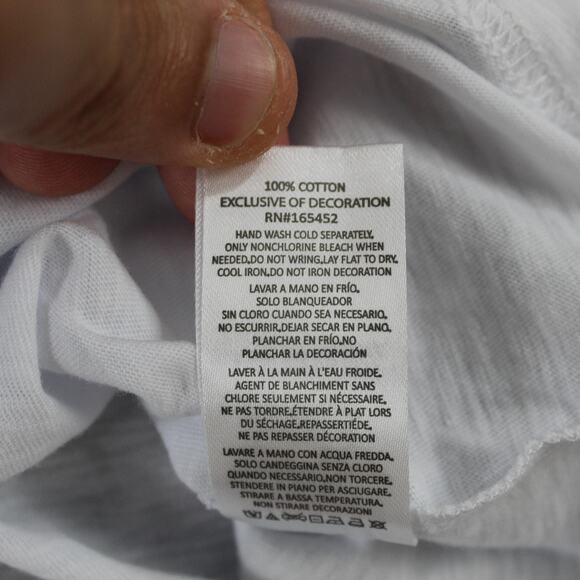 100% COTTON
EXCLUSIVE OF DECORATION
RN#165452
HAND WASH COLD SEPARATELY,
ONLY NONCHLORINE BLEACH WHEN
NEEDED,DO NOT WRING,LAY FLAT TO DRY,
COOL IRON,DO NOT IRON DECORATION
LAVAR A MANO EN FRÍO,
SOLO BLANQUEADOR
SIN CLORO CUANDO SEA NECESARIO,
NO ESCURRIR,DEJAR SECAR EN PLANO,
PLANCHAR EN FRÍO,NO
PLANCHAR LA DECORACIÓN
LAVER À LA MAIN À L'EAU FROIDE,
AGENT DE BLANCHIMENT SANS
CHLORE SEULEMENT SI NÉCESSAIRE,
NE PAS TORDRE,ÉTENDRE À PLAT LORS
DU SÉCHAGE,REPASSERTIÉDE,
NE PAS REPASSER DÉCORATION
LAVARE A MANO CON ACQUA FREDDA,
SOLO CANDEGGINA SENZA CLORO
QUANDO NECESSARIO,NON TORCERE,
STENDERE IN PIANO PER ASCIUGARE,
STIRARE A BASSA TEMPERATURA,
NON STIRARE DECORAZIONI